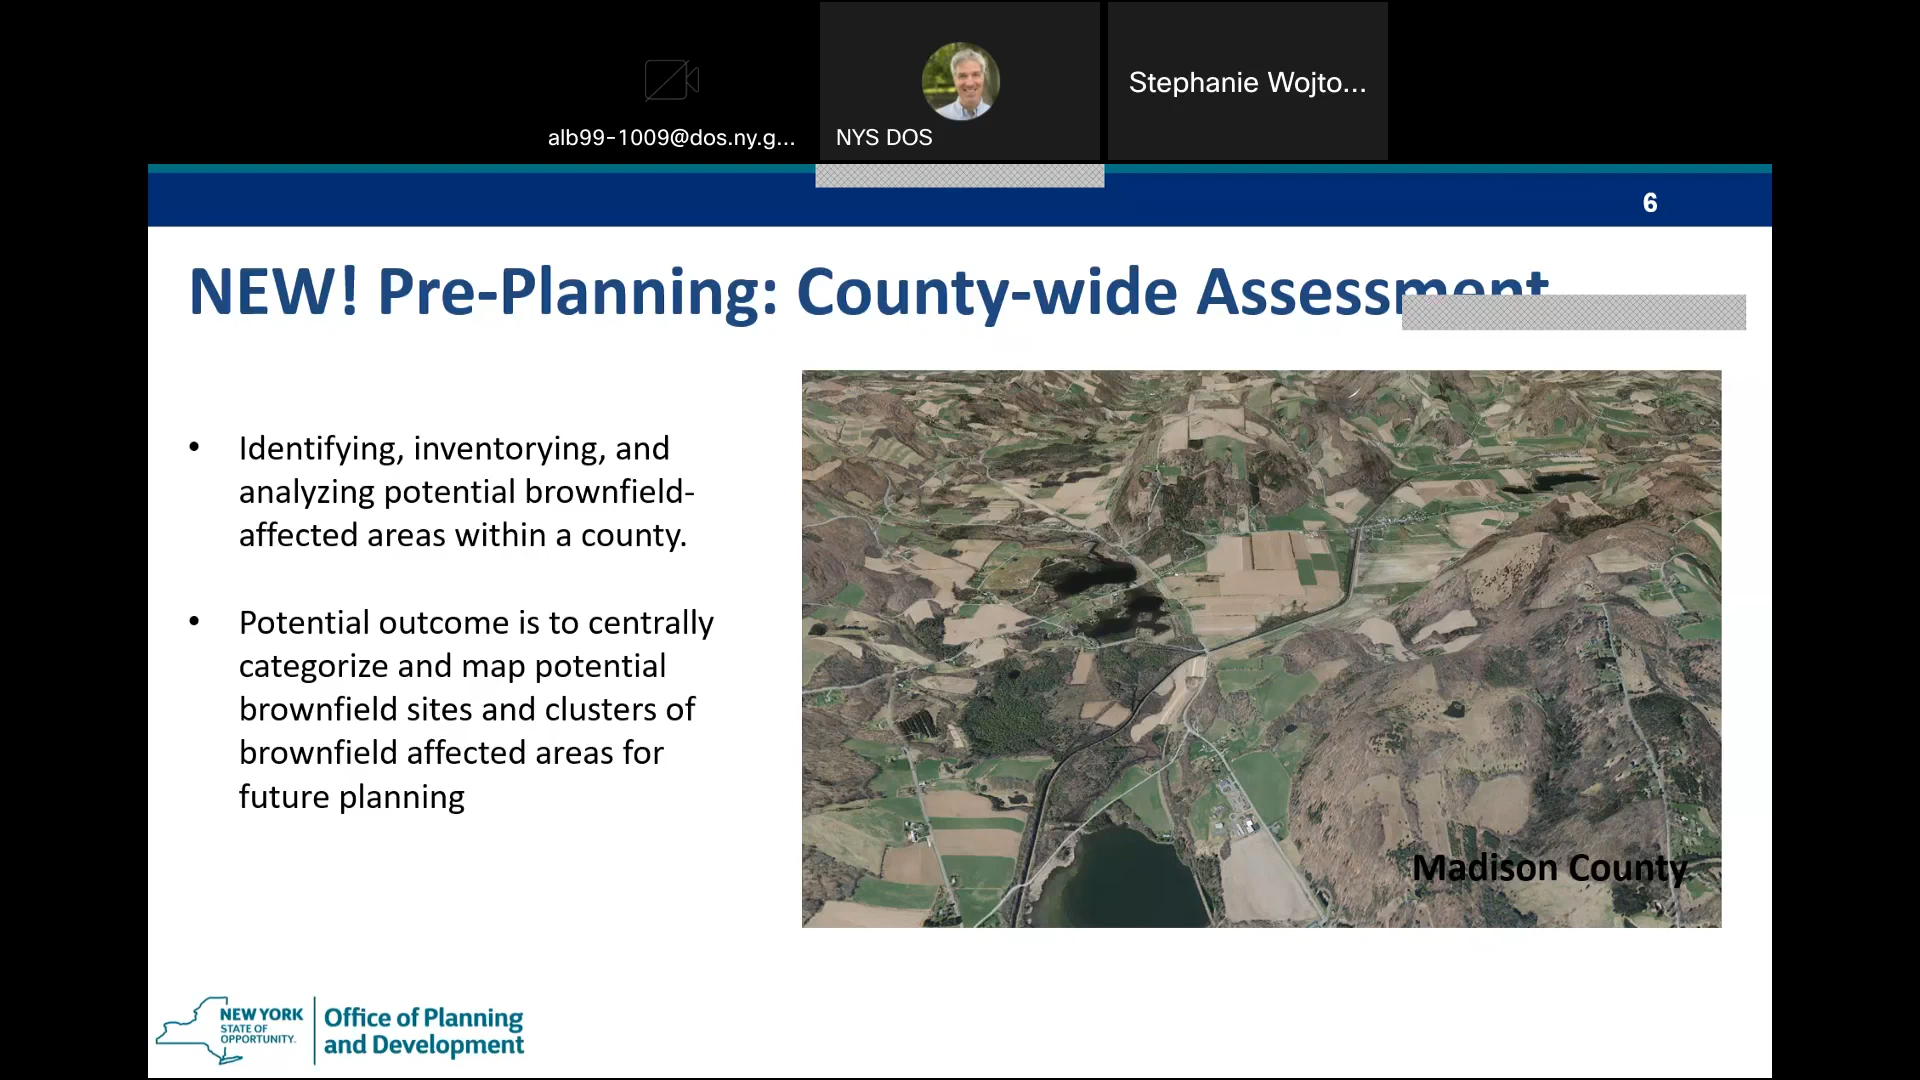 alb99-1009@dos.ny.g...
NYS DOS
Stephanie Wojto...
6
NEW! Pre-Planning: County-wide Assessment
• Identifying, inventorying, and
analyzing potential brownfield-
affected areas within a county.
• Potential outcome is to centrally
categorize and map potential
brownfield sites and clusters of
brownfield affected areas for
future planning
Madison County
NEW YORK
STATE OF
OPPORTUNITY.
Office of Planning
and Development